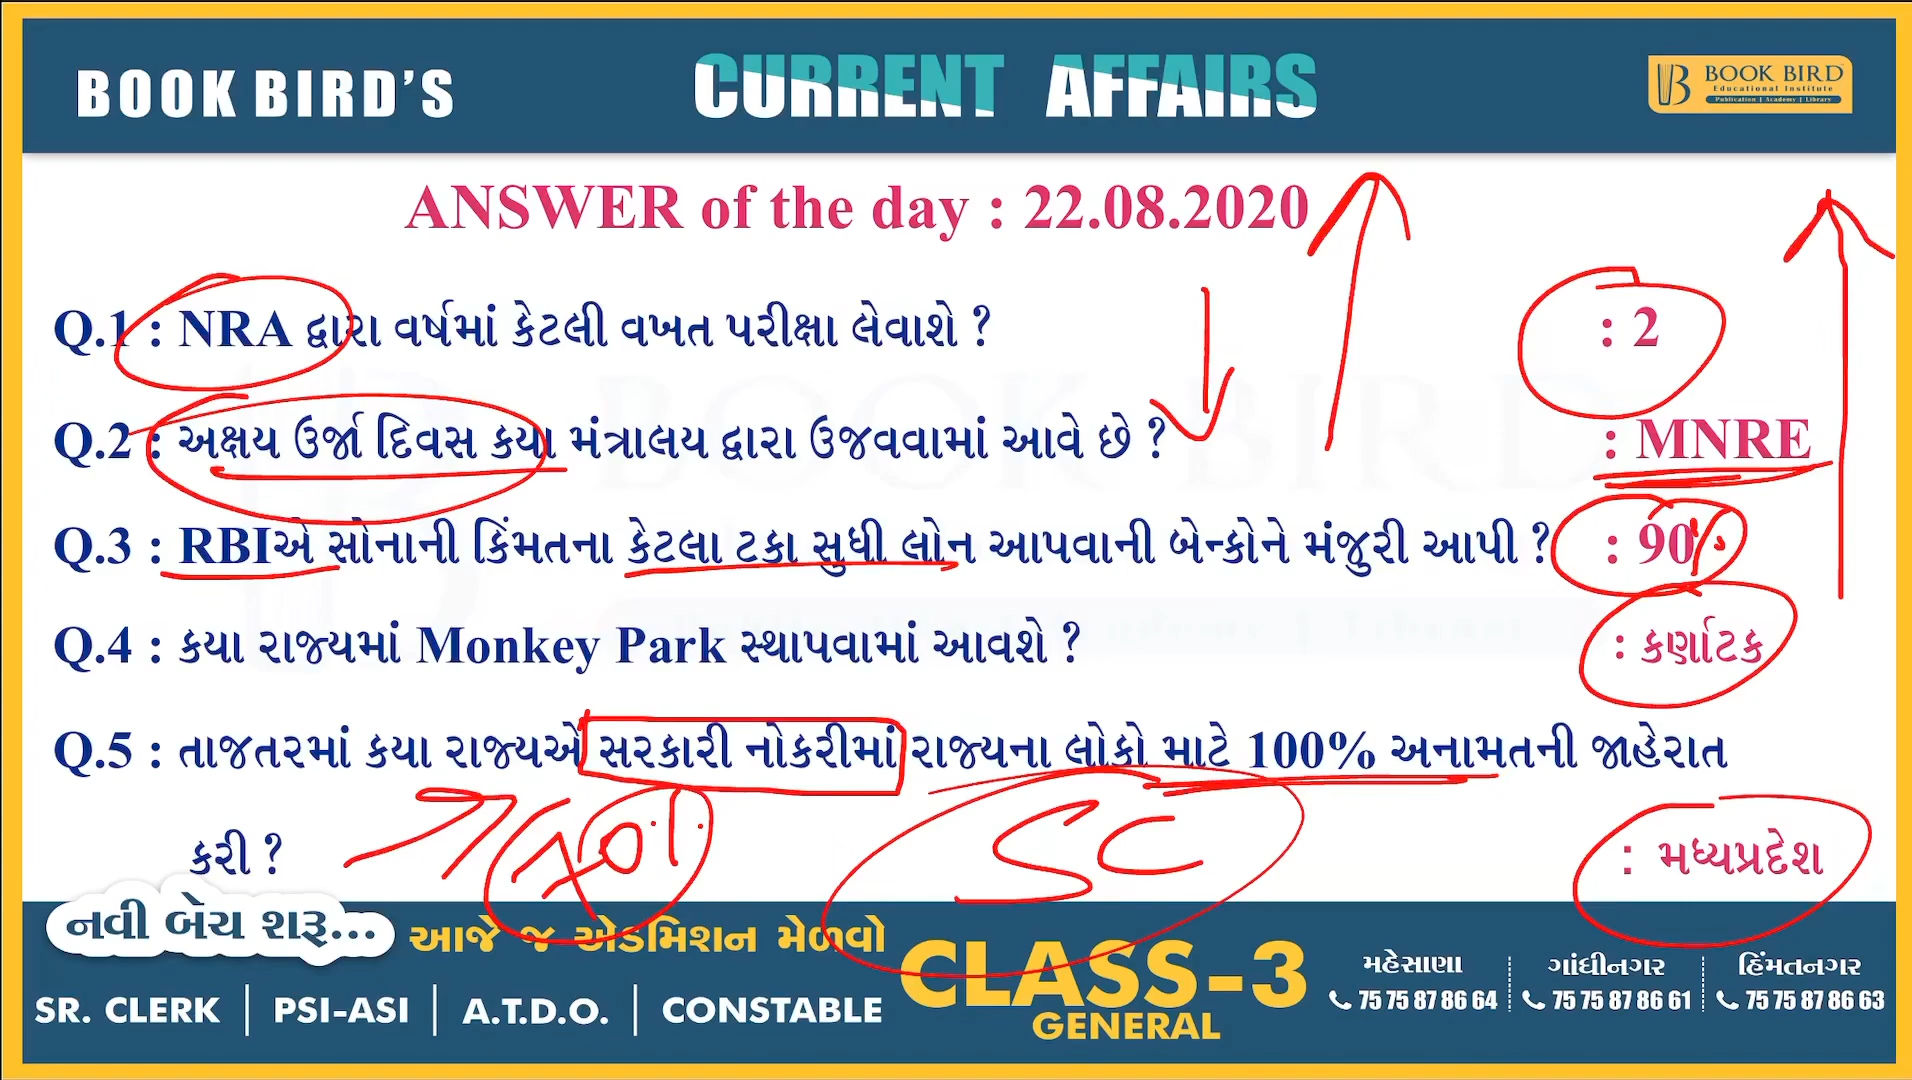 BOOK BIRD'S
CURRENT AFFAIRS
BOOK BIRD
Educational Institute
Publication | Academy | Library
ANSWER of the day : 22.08.2020
Q.1 : NRA દ્વારા વર્ષમાં કેટલી વખત પરીક્ષા લેવાશે ? : 2
Q.2 : અક્ષય ઉર્જા દિવસ કયા મંત્રાલય દ્વારા ઉજવવામાં આવે છે ? : MNRE
Q.3 : RBIએ સોનાની કિંમતના કેટલા ટકા સુધી લોન આપવાની બેન્કોને મંજુરી આપી ? : 90%
Q.4 : કયા રાજ્યમાં Monkey Park સ્થાપવામાં આવશે ? : કર્ણાટક
Q.5 : તાજતરમાં કયા રાજ્યએ સરકારી નોકરીમાં રાજ્યના લોકો માટે 100% અનામતની જાહેરાત
કરી ? : મધ્યપ્રદેશ
SC
નવી બેચ શરૂ...
આજે જ એડમિશન મેળવો
SR. CLERK | PSI-ASI | A.T.D.O. | CONSTABLE
CLASS-3
GENERAL
મહેસાણા
75 75 87 86 64
ગાંધીનગર
75 75 87 86 61
હિંમતનગર
75 75 87 86 63